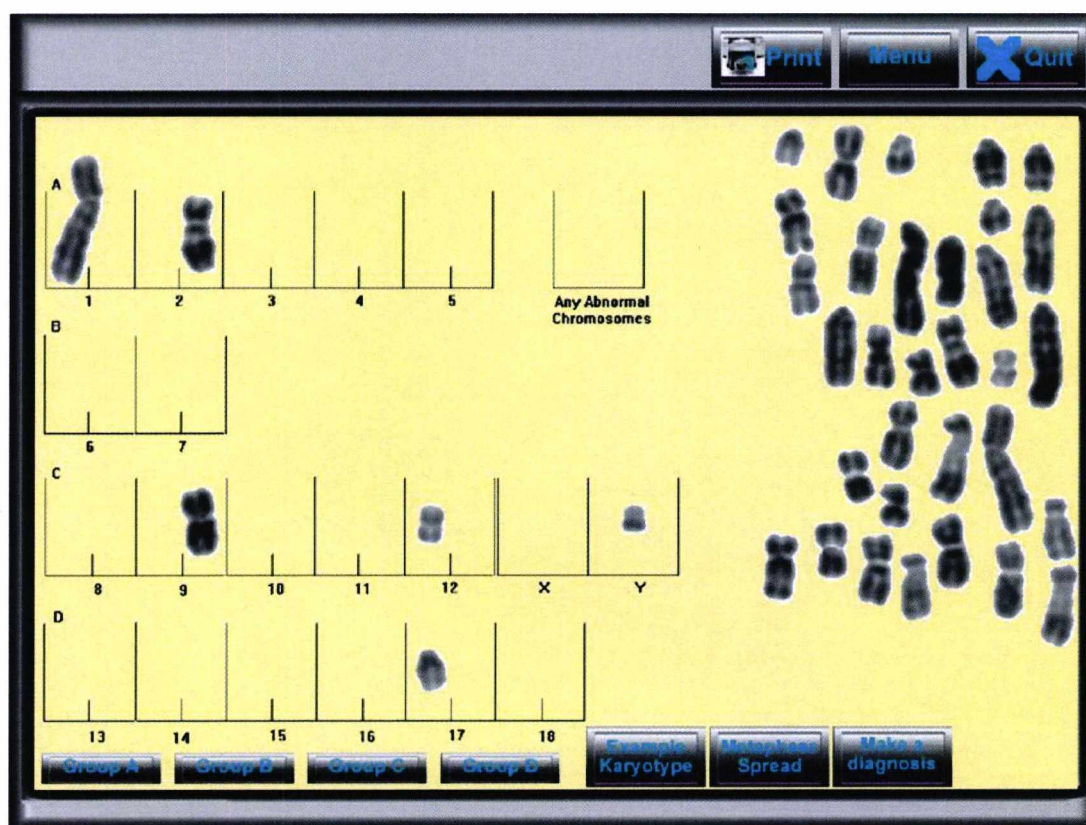 Print Menu Quit
A
1 2 3 4 5
Any Abnormal
Chromosomes
B
6 7
C
8 9 10 11 12 X Y
D
13 14 15 16 17 18
Group A Group B Group C Group D
Example
Karyotype
Metaphase
Spread
Make a
diagnosis